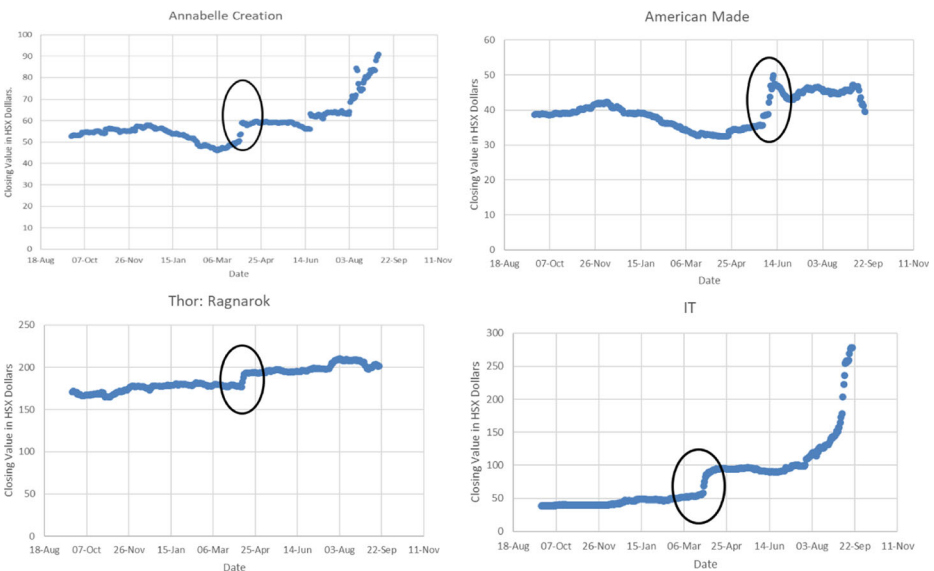 Annabelle Creation
Closing Value in HSX Dollars.
100
90
80
70
60
50
40
30
20
10
0
18-Aug 07-Oct 26-Nov 15-Jan 06-Mar 25-Apr 14-Jun 03-Aug 22-Sep 11-Nov
Date
American Made
Closing Value in HSX Dollars
60
50
40
30
20
10
0
18-Aug 07-Oct 26-Nov 15-Jan 06-Mar 25-Apr 14-Jun 03-Aug 22-Sep 11-Nov
Date
Thor: Ragnarok
Closing Value in HSX Dollars
250
200
150
100
50
0
18-Aug 07-Oct 26-Nov 15-Jan 06-Mar 25-Apr 14-Jun 03-Aug 22-Sep 11-Nov
Date
IT
Closing Value in HSX Dollars
300
250
200
150
100
50
0
18-Aug 07-Oct 26-Nov 15-Jan 06-Mar 25-Apr 14-Jun 03-Aug 22-Sep 11-Nov
Date